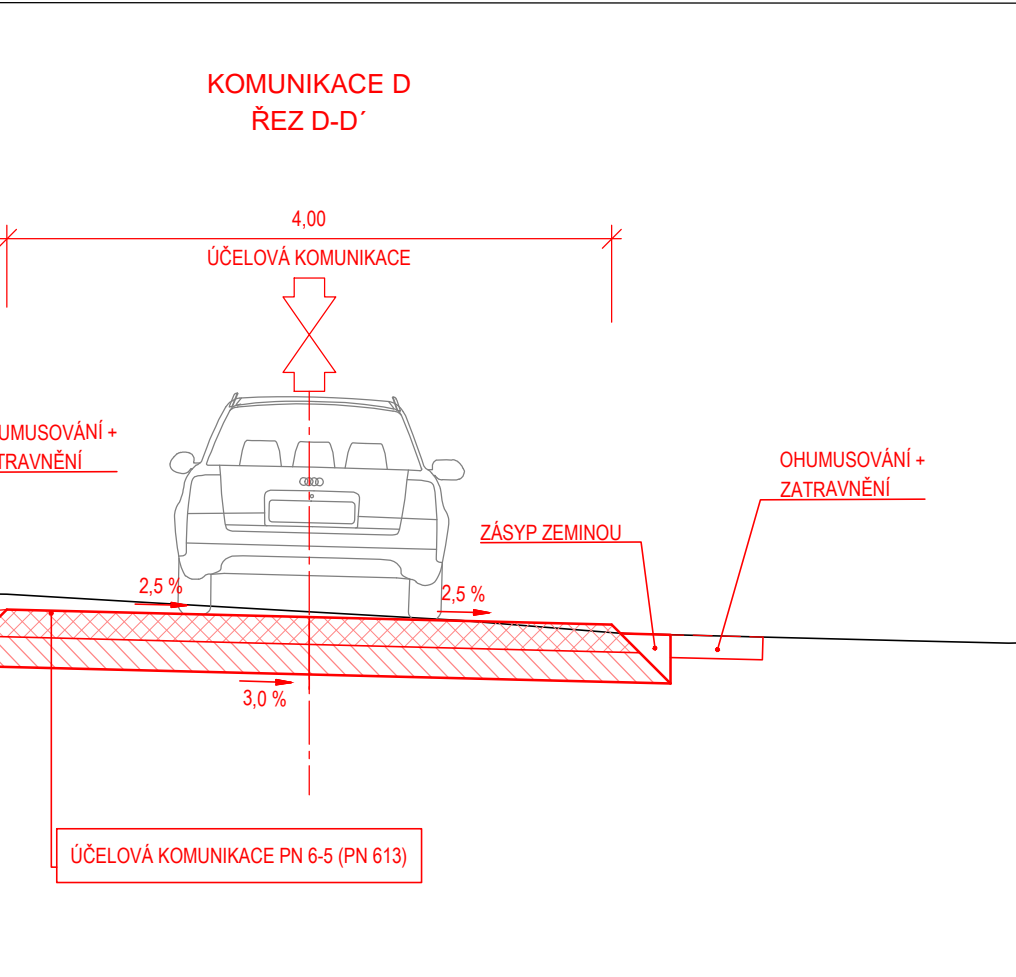 KOMUNIKACE D
ŘEZ D-D´
4,00
ÚČELOVÁ KOMUNIKACE
UMUSOVÁNÍ +
TRAVNĚNÍ
OHUMUSOVÁNÍ +
ZATRAVNĚNÍ
ZÁSYP ZEMINOU
2,5 %
2,5 %
3,0 %
ÚČELOVÁ KOMUNIKACE PN 6-5 (PN 613)